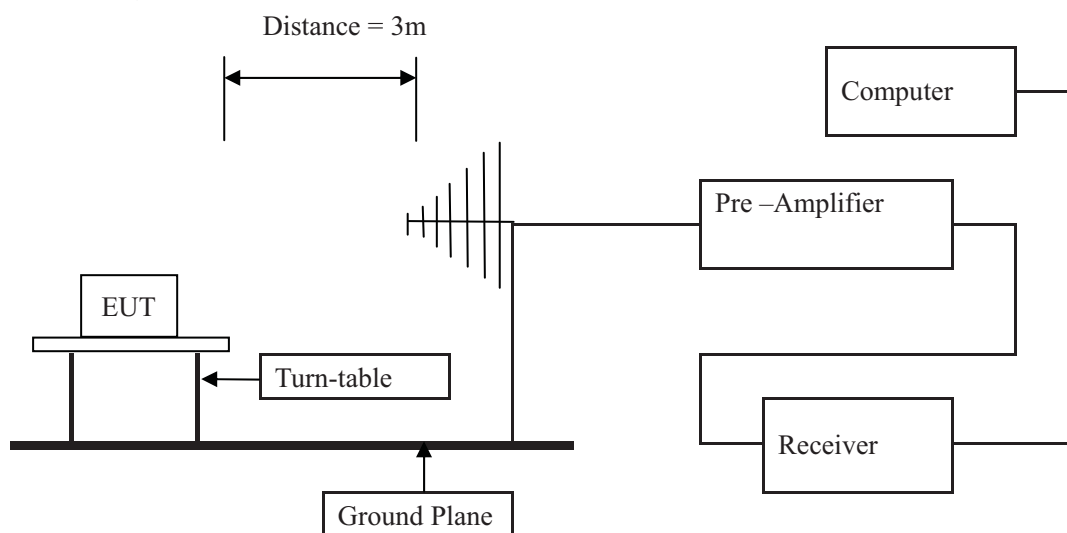 Distance = 3m
Computer
Pre –Amplifier
EUT
Turn-table
Receiver
Ground Plane